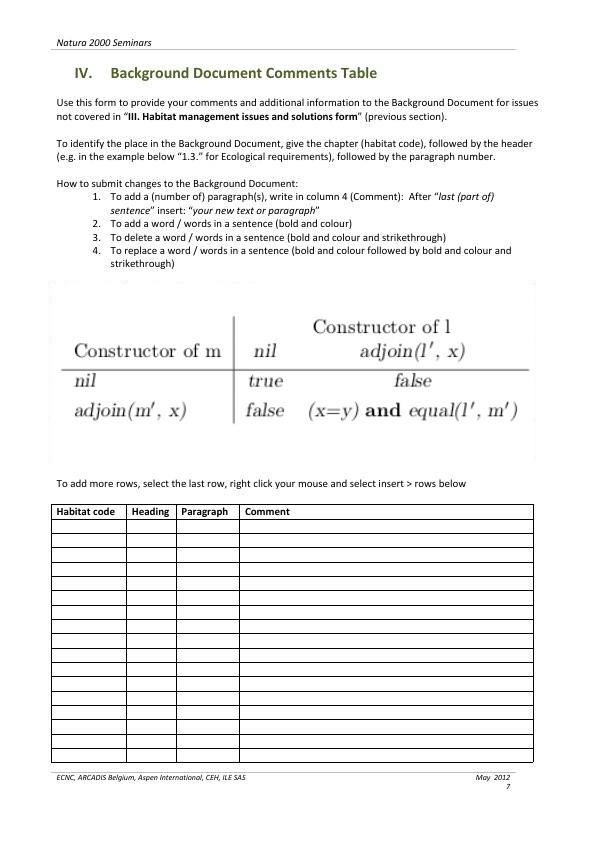 Natura 2000 Seminars
IV. Background Document Comments Table
Use this form to provide your comments and additional information to the Background Document for issues
not covered in “III. Habitat management issues and solutions form” (previous section).
To identify the place in the Background Document, give the chapter (habitat code), followed by the header
(e.g. in the example below “1.3.” for Ecological requirements), followed by the paragraph number.
How to submit changes to the Background Document:
1. To add a (number of) paragraph(s), write in column 4 (Comment): After “last (part of)
sentence” insert: “your new text or paragraph”
2. To add a word / words in a sentence (bold and colour)
3. To delete a word / words in a sentence (bold and colour and strikethrough)
4. To replace a word / words in a sentence (bold and colour followed by bold and colour and
strikethrough)
Constructor of l
Constructor of m nil adjoin(l′, x)
nil true false
adjoin(m′, x) false (x=y) and equal(l′, m′)
To add more rows, select the last row, right click your mouse and select insert > rows below
Habitat code Heading Paragraph Comment
ECNC, ARCADIS Belgium, Aspen International, CEH, ILE SAS May 2012
7